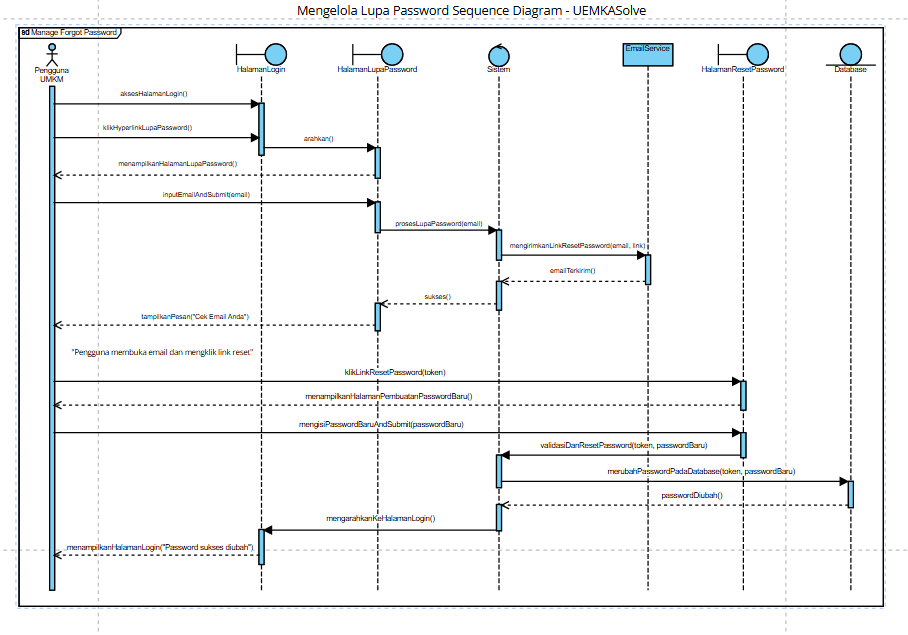 Mengelola Lupa Password Sequence Diagram - UEMKASolve
sd Manage Forgot Password
Pengguna
UMKM
HalamanLogin
HalamanLupaPassword
Sistem
EmailService
HalamanResetPassword
Database
aksesHalamanLogin()
klikHyperlinkLupaPassword()
arahkan()
menampilkanHalamanLupaPassword()
inputEmailAndSubmit(email)
prosesLupaPassword(email)
mengirimkanLinkResetPassword(email, link)
emailTerkirim()
sukses()
tampilkanPesan("Cek Email Anda")
"Pengguna membuka email dan mengklik link reset"
klikLinkResetPassword(token)
menampilkanHalamanPembuatanPasswordBaru()
mengisiPasswordBaruAndSubmit(passwordBaru)
validasiDanResetPassword(token, passwordBaru)
merubahPasswordPadaDatabase(token, passwordBaru)
passwordDiubah()
mengarahkanKeHalamanLogin()
menampilkanHalamanLogin("Password sukses diubah")